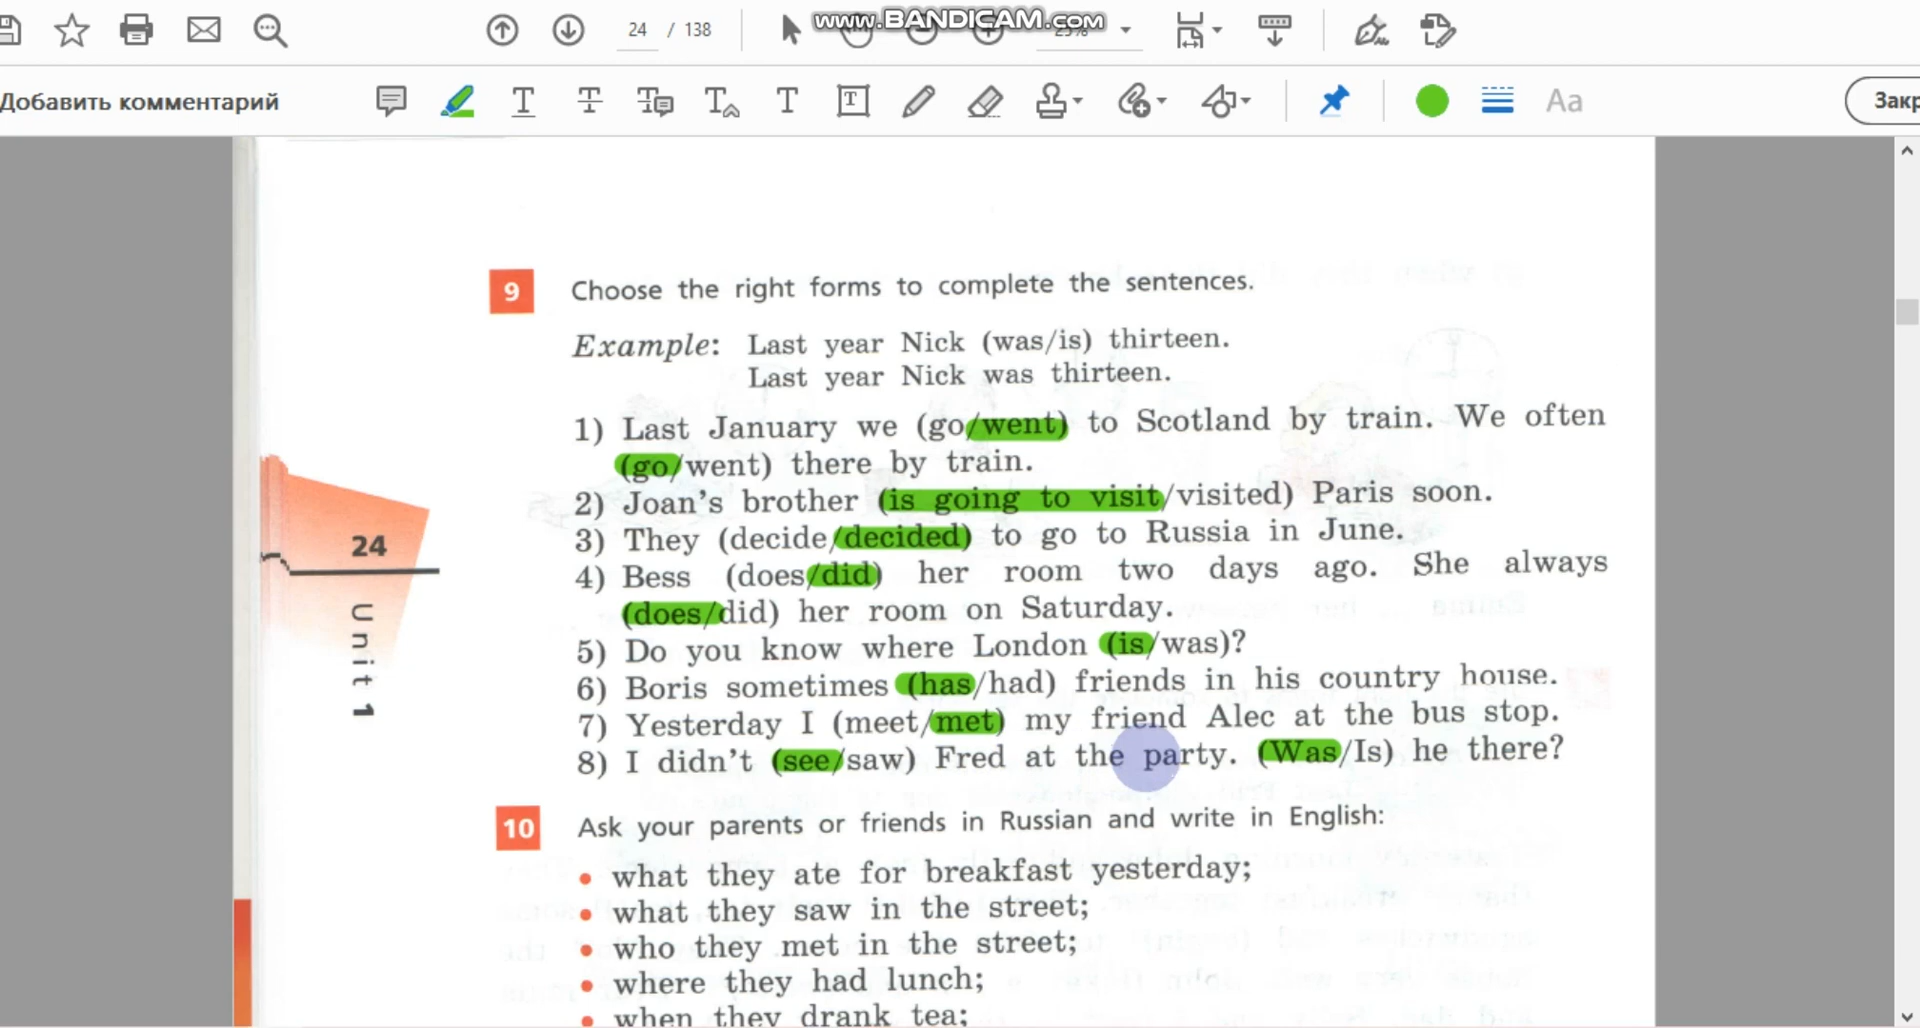 www.BANDICAM.com
24 / 138
25%
Добавить комментарий
Aa
Закр
9 Choose the right forms to complete the sentences.
Example: Last year Nick (was/is) thirteen.
Last year Nick was thirteen.
1) Last January we (go/went) to Scotland by train. We often
(go/went) there by train.
2) Joan's brother (is going to visit/visited) Paris soon.
3) They (decide/decided) to go to Russia in June.
4) Bess (does/did) her room two days ago. She always
(does/did) her room on Saturday.
5) Do you know where London (is/was)?
6) Boris sometimes (has/had) friends in his country house.
7) Yesterday I (meet/met) my friend Alec at the bus stop.
8) I didn't (see/saw) Fred at the party. (Was/Is) he there?
24
Unit 1
10 Ask your parents or friends in Russian and write in English:
• what they ate for breakfast yesterday;
• what they saw in the street;
• who they met in the street;
• where they had lunch;
• when they drank tea;